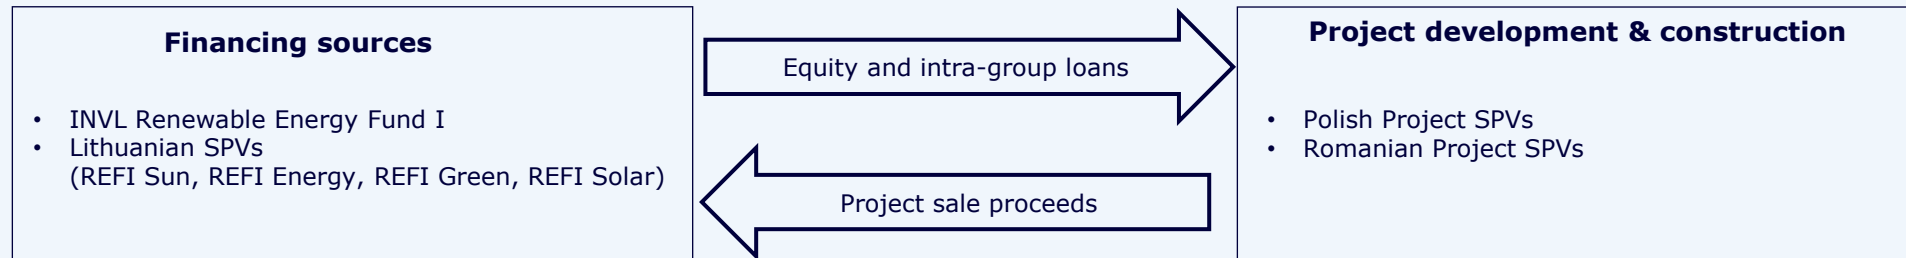 Financing sources
• INVL Renewable Energy Fund I
• Lithuanian SPVs
(REFI Sun, REFI Energy, REFI Green, REFI Solar)
Equity and intra-group loans
Project sale proceeds
Project development & construction
• Polish Project SPVs
• Romanian Project SPVs